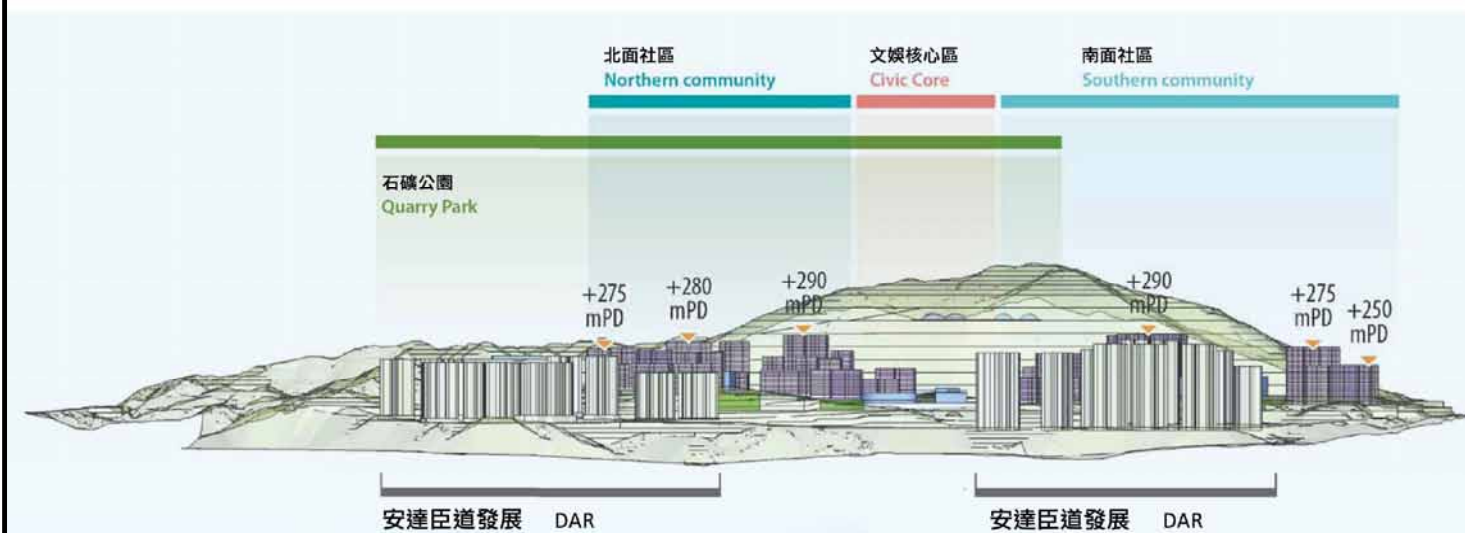 北面社區
Northern community
文娛核心區
Civic Core
南面社區
Southern community
石礦公園
Quarry Park
+275
mPD
+280
mPD
+290
mPD
+290
mPD
+275
mPD
+250
mPD
安達臣道發展 DAR
安達臣道發展 DAR